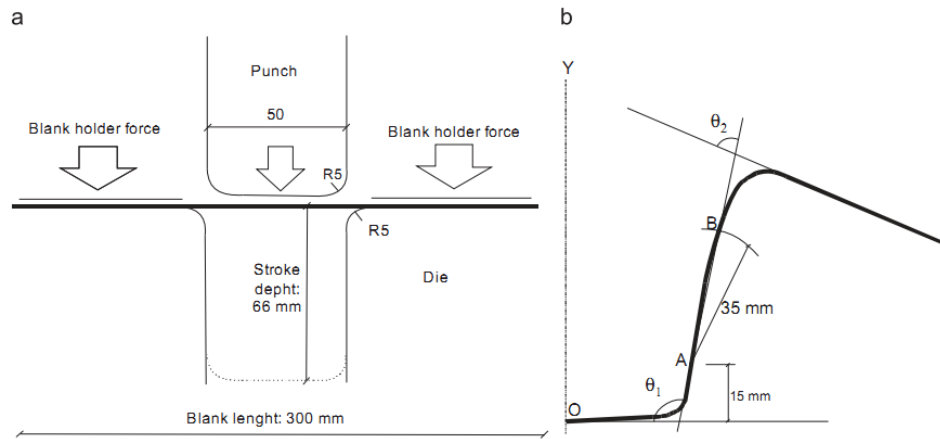 a
Punch
50
Blank holder force
Blank holder force
R5
R5
Stroke
depht:
66 mm
Die
Blank lenght: 300 mm
b
Y
θ2
B
35 mm
A
θ1
15 mm
O